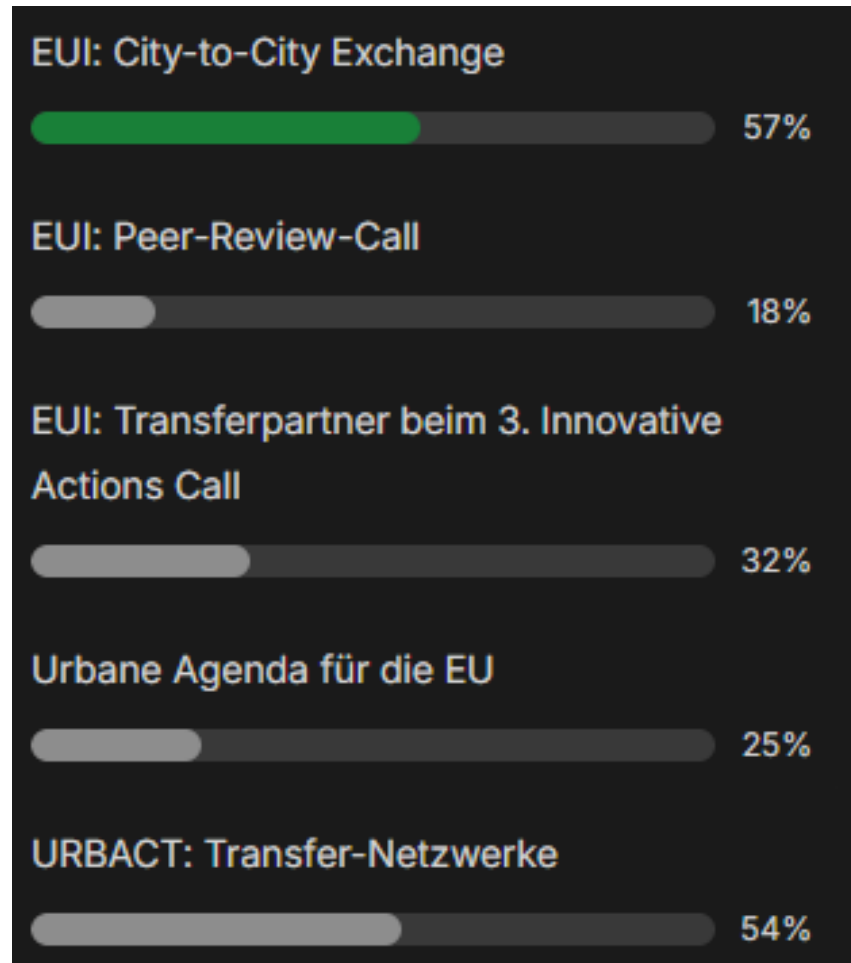 EUI: City-to-City Exchange
57%
EUI: Peer-Review-Call
18%
EUI: Transferpartner beim 3. Innovative
Actions Call
32%
Urbane Agenda für die EU
25%
URBACT: Transfer-Netzwerke
54%